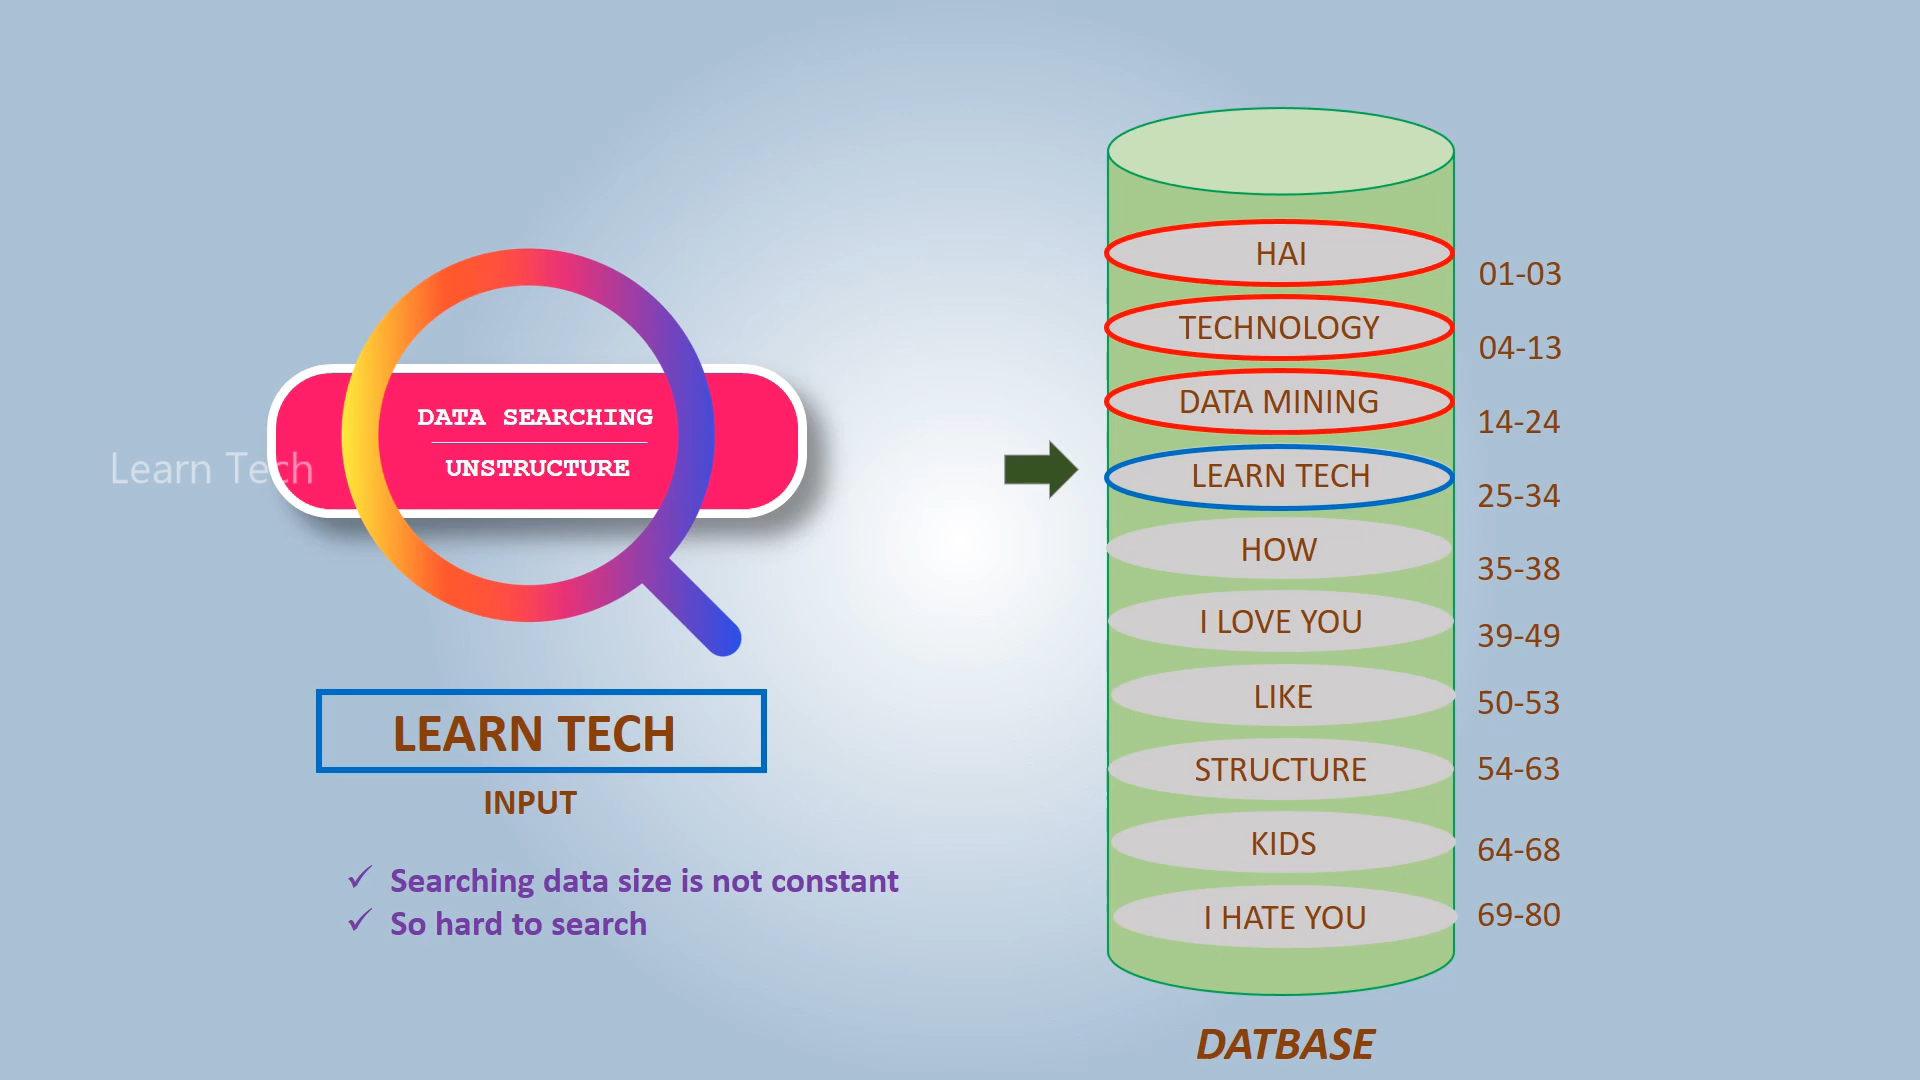 Learn Tech
DATA SEARCHING
UNSTRUCTURE
LEARN TECH
INPUT
✓ Searching data size is not constant
✓ So hard to search
HAI
01-03
TECHNOLOGY
04-13
DATA MINING
14-24
LEARN TECH
25-34
HOW
35-38
I LOVE YOU
39-49
LIKE
50-53
STRUCTURE
54-63
KIDS
64-68
I HATE YOU
69-80
DATBASE